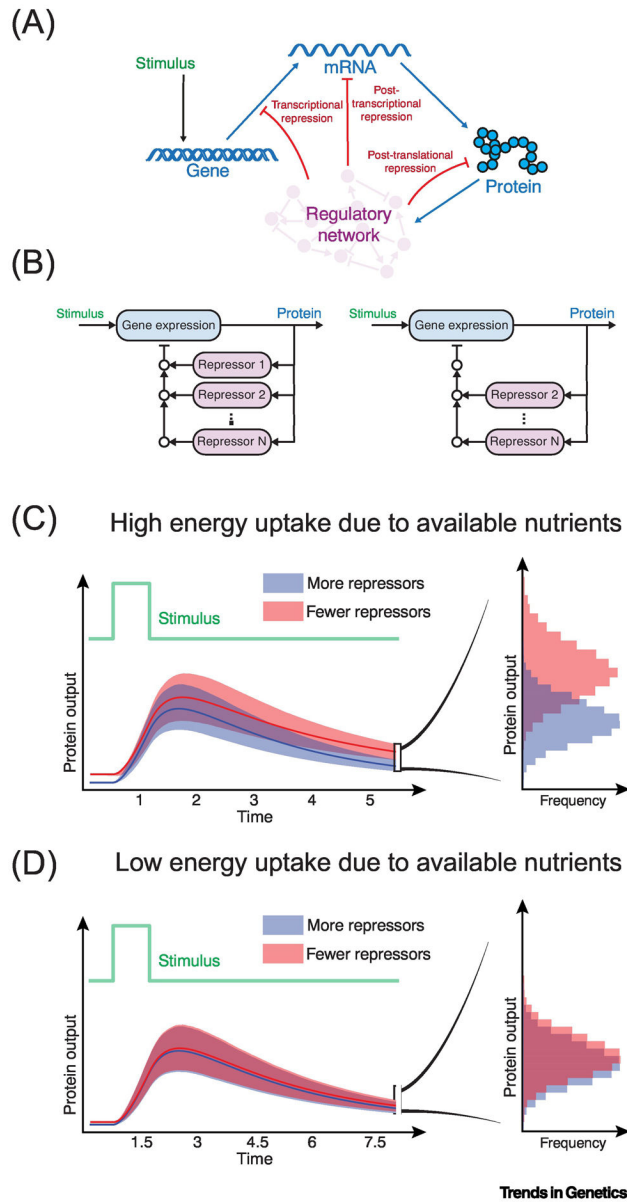 (A)
Stimulus
mRNA
Transcriptional
repression
Post-
transcriptional
repression
Gene
Post-translational
repression
Protein
Regulatory
network
(B)
Stimulus
Gene expression
Protein
Repressor 1
Repressor 2
Repressor N
Stimulus
Gene expression
Protein
Repressor 2
Repressor N
(C)
High energy uptake due to available nutrients
More repressors
Fewer repressors
Stimulus
Protein output
1 2 3 4 5
Time
Protein output
Frequency
(D)
Low energy uptake due to available nutrients
More repressors
Fewer repressors
Stimulus
Protein output
1.5 3 4.5 6 7.5
Time
Protein output
Frequency
Trends in Genetics